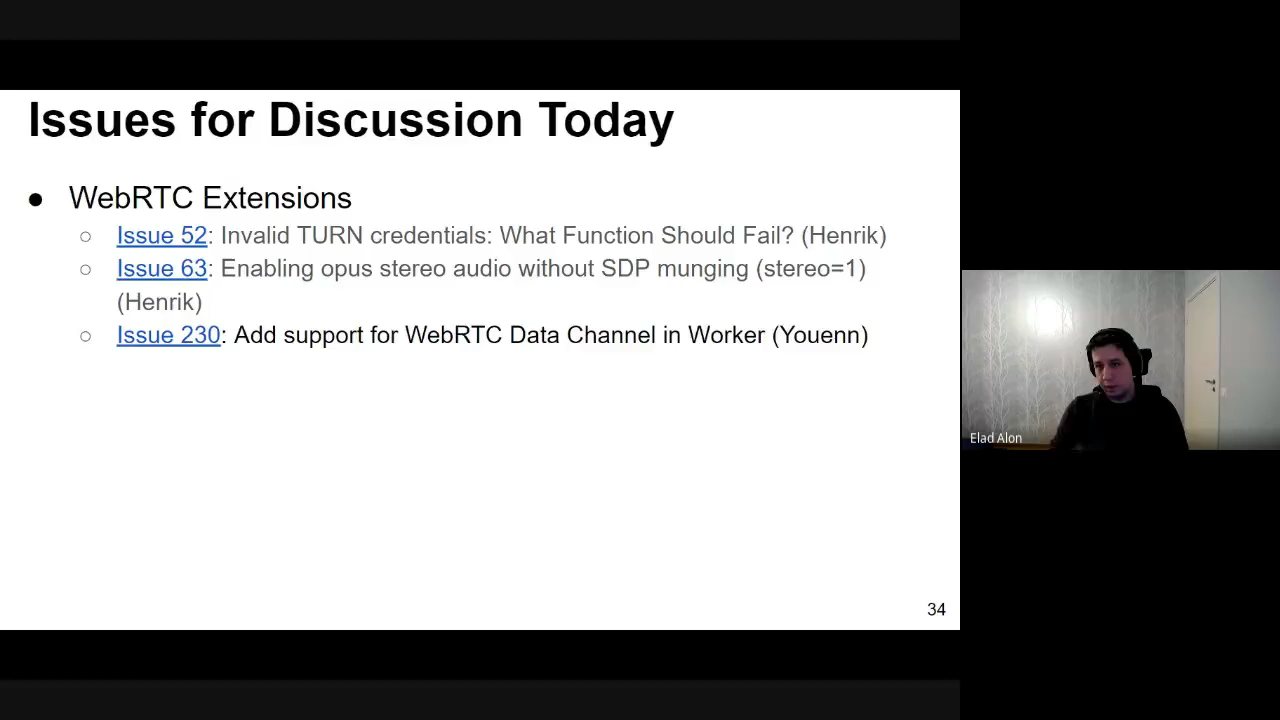 Issues for Discussion Today
● WebRTC Extensions
○ Issue 52: Invalid TURN credentials: What Function Should Fail? (Henrik)
○ Issue 63: Enabling opus stereo audio without SDP munging (stereo=1)
(Henrik)
○ Issue 230: Add support for WebRTC Data Channel in Worker (Youenn)
Elad Alon
34